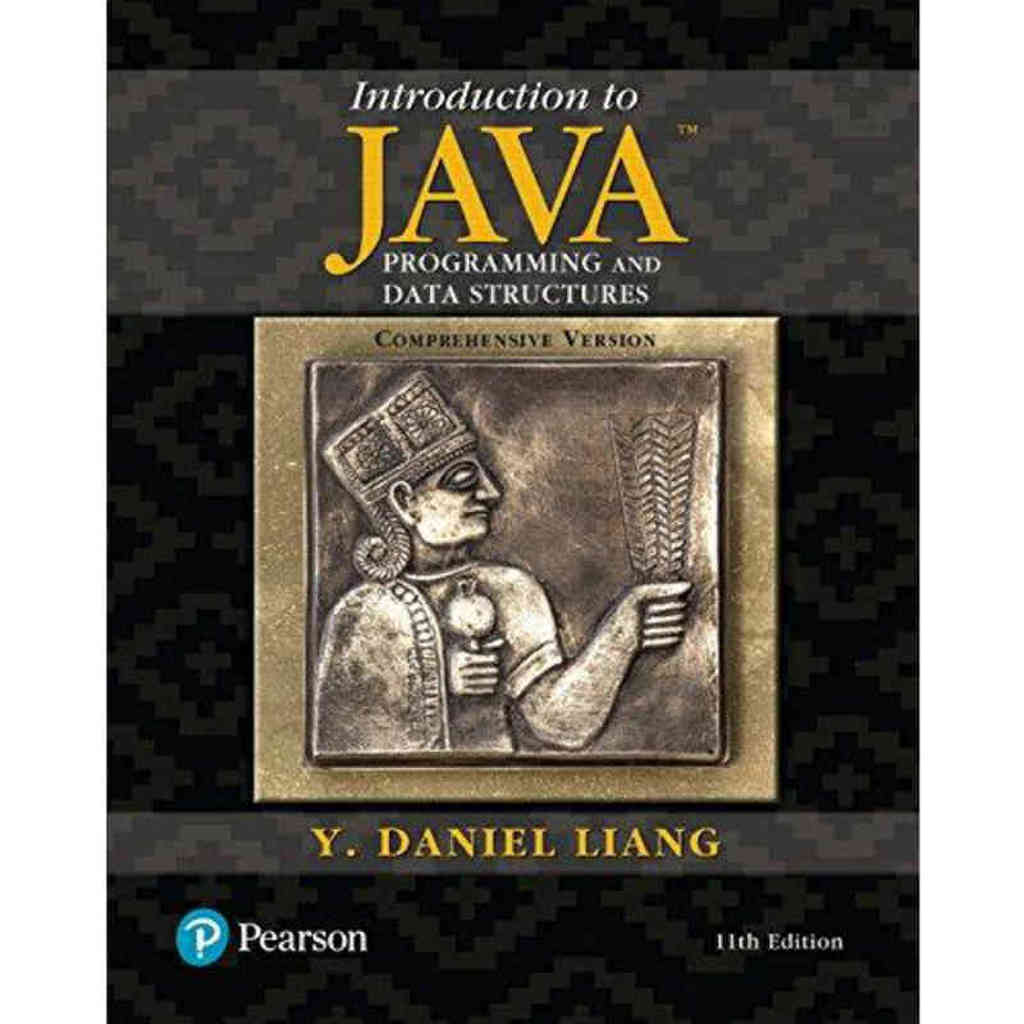 Introduction to
JAVA™
PROGRAMMING AND
DATA STRUCTURES
COMPREHENSIVE VERSION
Y. DANIEL LIANG
Pearson
11th Edition